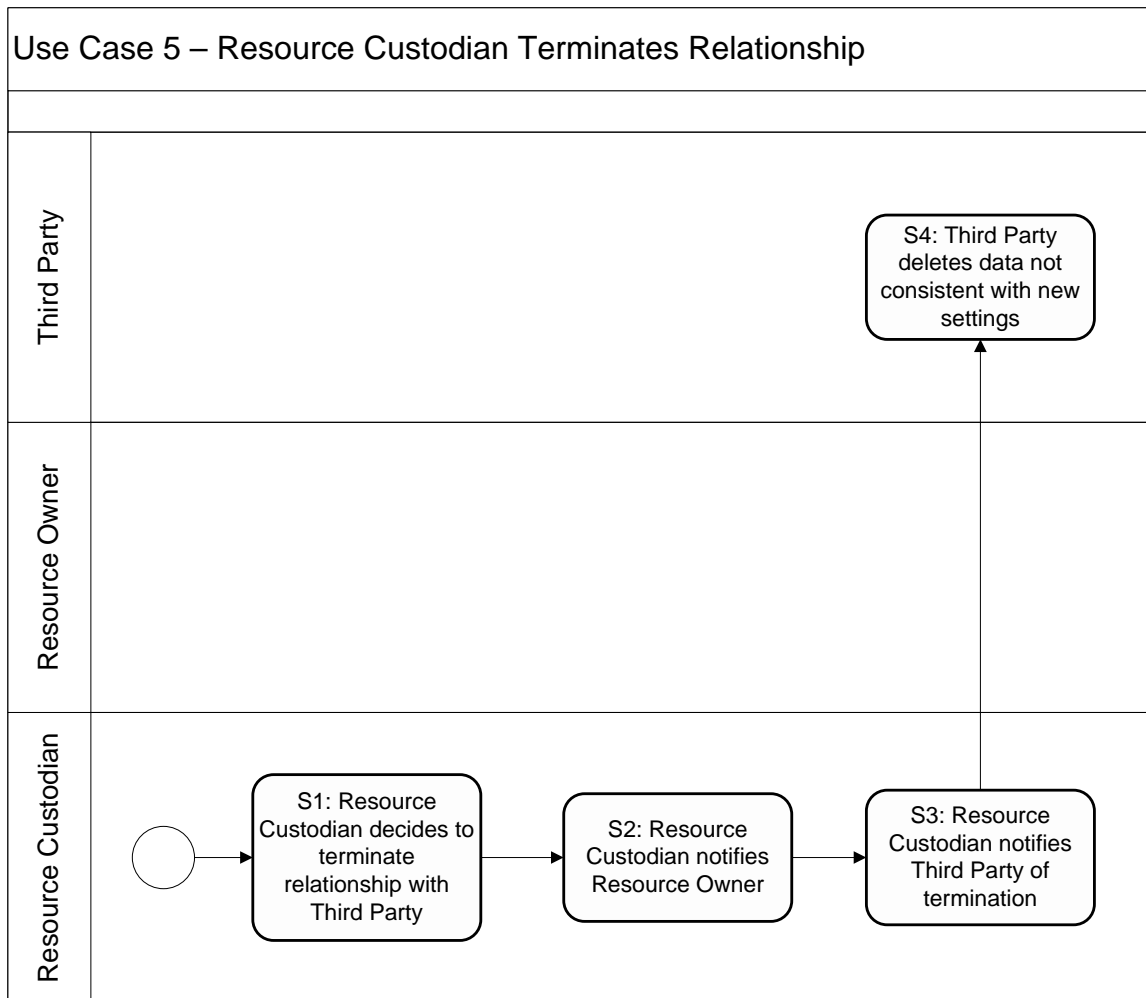 Use Case 5 – Resource Custodian Terminates Relationship
Third Party
S4: Third Party
deletes data not
consistent with new
settings
Resource Owner
Resource Custodian
S1: Resource
Custodian decides to
terminate
relationship with
Third Party
S2: Resource
Custodian notifies
Resource Owner
S3: Resource
Custodian notifies
Third Party of
termination